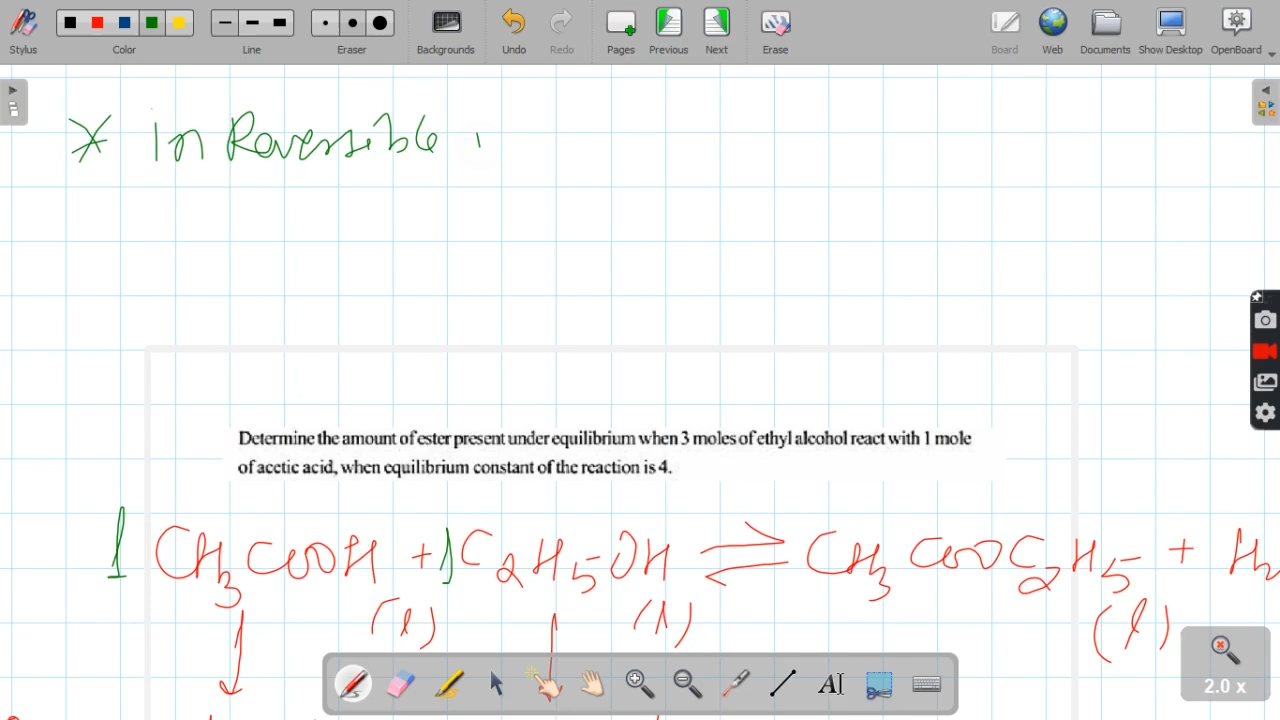 Stylus Color Line Eraser Backgrounds Undo Redo Pages Previous Next Erase Board Web Documents Show Desktop OpenBoard
* in Reversible
Determine the amount of ester present under equilibrium when 3 moles of ethyl alcohol react with 1 mole
of acetic acid, when equilibrium constant of the reaction is 4.
1 CH3COOH + 1 C2H5OH ⇌ CH3COOC2H5 + H2
(l) (l) (l)
2.0 x